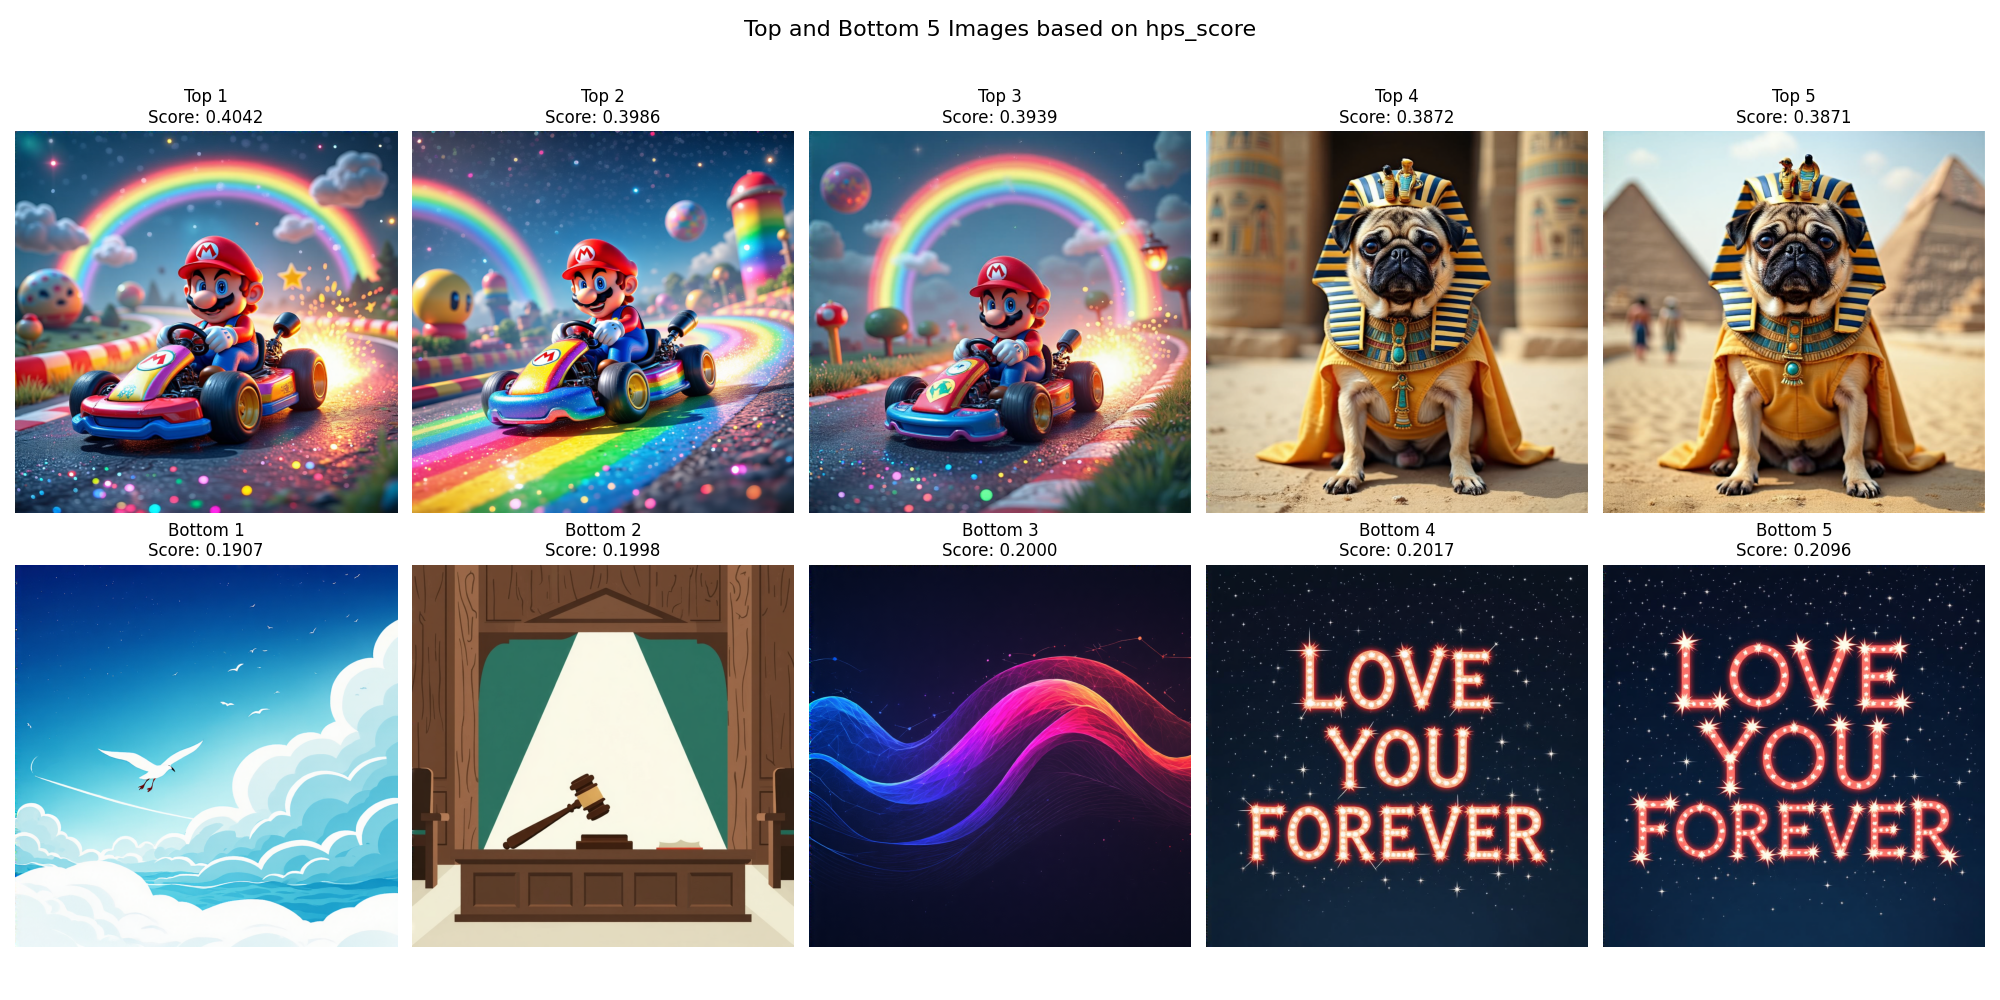 Top and Bottom 5 Images based on hps_score
Top 1
Score: 0.4042
Top 2
Score: 0.3986
Top 3
Score: 0.3939
Top 4
Score: 0.3872
Top 5
Score: 0.3871
M
M
M
M
Bottom 1
Score: 0.1907
Bottom 2
Score: 0.1998
Bottom 3
Score: 0.2000
Bottom 4
Score: 0.2017
Bottom 5
Score: 0.2096
LOVE
YOU
FOREVER
LOVE
YOU
FOREVER